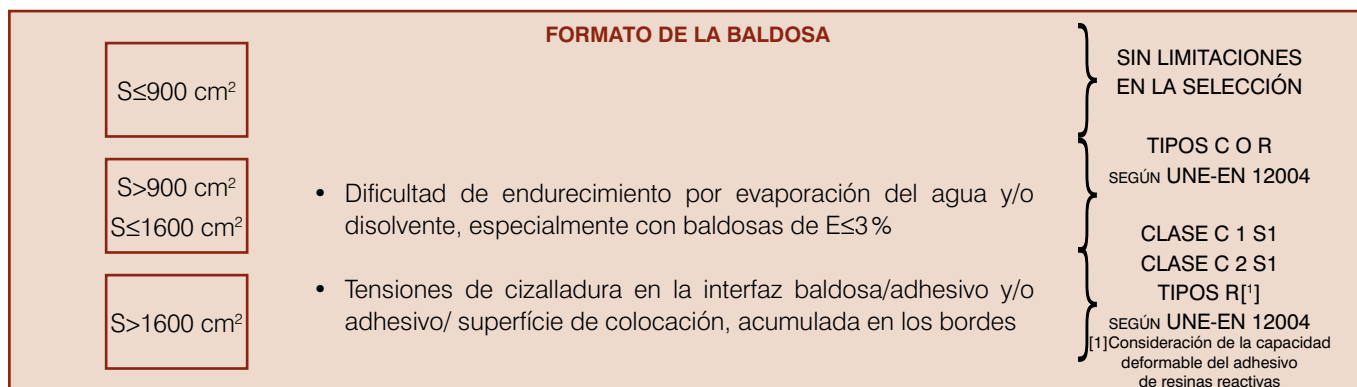 FORMATO DE LA BALDOSA
S≤900 cm²
SIN LIMITACIONES
EN LA SELECCIÓN
S>900 cm²
S≤1600 cm²
• Dificultad de endurecimiento por evaporación del agua y/o
disolvente, especialmente con baldosas de E≤3%
TIPOS C O R
SEGÚN UNE-EN 12004
S>1600 cm²
• Tensiones de cizalladura en la interfaz baldosa/adhesivo y/o
adhesivo/ superfície de colocación, acumulada en los bordes
CLASE C 1 S1
CLASE C 2 S1
TIPOS R[¹]
SEGÚN UNE-EN 12004
[1]Consideración de la capacidad
deformable del adhesivo
de resinas reactivas